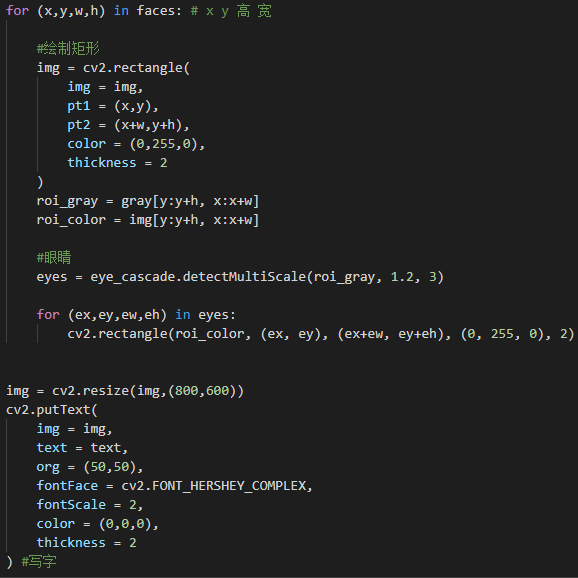 for (x,y,w,h) in faces: # x y 高 宽
#绘制矩形
img = cv2.rectangle(
img = img,
pt1 = (x,y),
pt2 = (x+w,y+h),
color = (0,255,0),
thickness = 2
)
roi_gray = gray[y:y+h, x:x+w]
roi_color = img[y:y+h, x:x+w]
#眼睛
eyes = eye_cascade.detectMultiScale(roi_gray, 1.2, 3)
for (ex,ey,ew,eh) in eyes:
cv2.rectangle(roi_color, (ex, ey), (ex+ew, ey+eh), (0, 255, 0), 2)
img = cv2.resize(img,(800,600))
cv2.putText(
img = img,
text = text,
org = (50,50),
fontFace = cv2.FONT_HERSHEY_COMPLEX,
fontScale = 2,
color = (0,0,0),
thickness = 2
) #写字